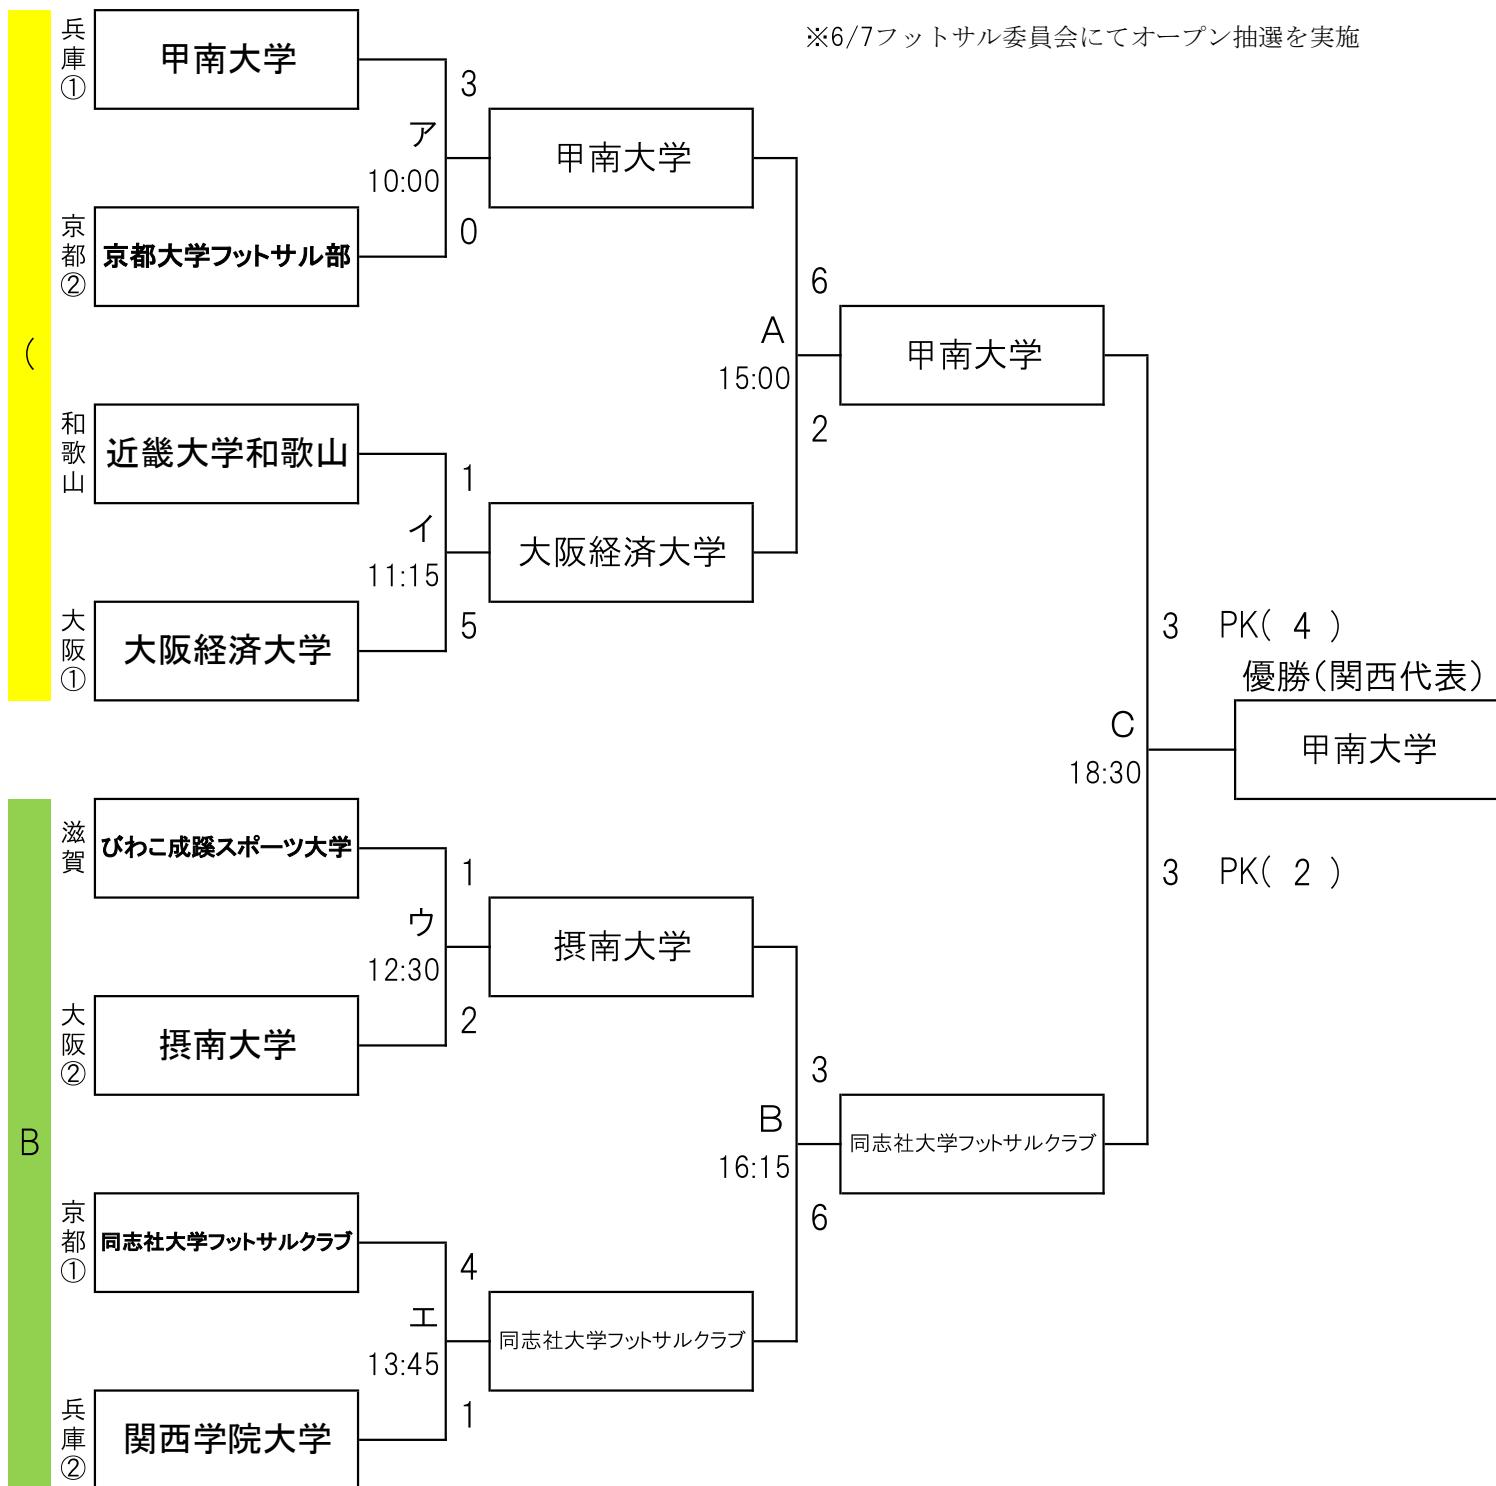 ※6/7フットサル委員会にてオープン抽選を実施
兵庫①
甲南大学
3
ア
10:00
甲南大学
0
京都②
京都大学フットサル部
6
A
15:00
甲南大学
2
(
和歌山
近畿大学和歌山
1
イ
11:15
大阪経済大学
5
大阪①
大阪経済大学
3 PK( 4 )
優勝(関西代表)
C
18:30
甲南大学
3 PK( 2 )
滋賀
びわこ成蹊スポーツ大学
1
ウ
12:30
摂南大学
2
大阪②
摂南大学
3
B
B
16:15
同志社大学フットサルクラブ
6
京都①
同志社大学フットサルクラブ
4
エ
13:45
同志社大学フットサルクラブ
1
兵庫②
関西学院大学